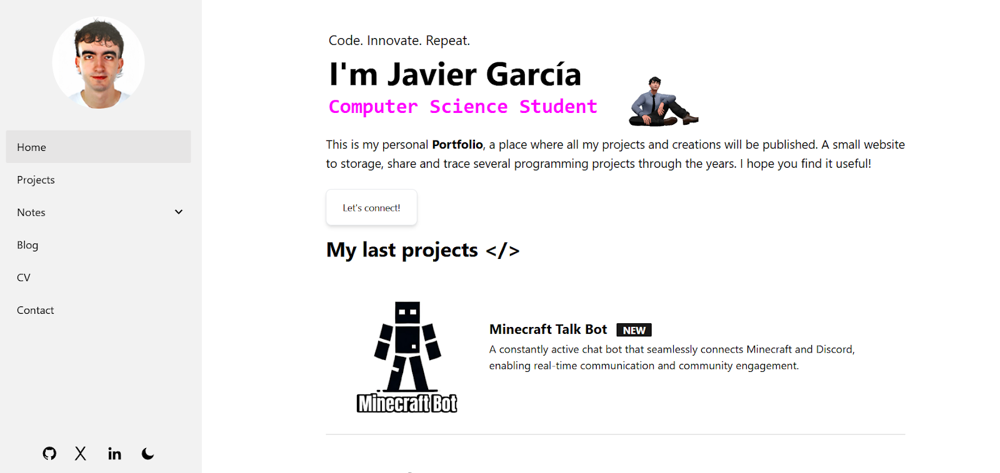 Code. Innovate. Repeat.
I'm Javier García
Computer Science Student
This is my personal Portfolio, a place where all my projects and creations will be published. A small website
to storage, share and trace several programming projects through the years. I hope you find it useful!
Let's connect!
Home
Projects
Notes
Blog
CV
Contact
My last projects </>
Minecraft Talk Bot NEW
A constantly active chat bot that seamlessly connects Minecraft and Discord,
enabling real-time communication and community engagement.
Minecraft Bot
X
in